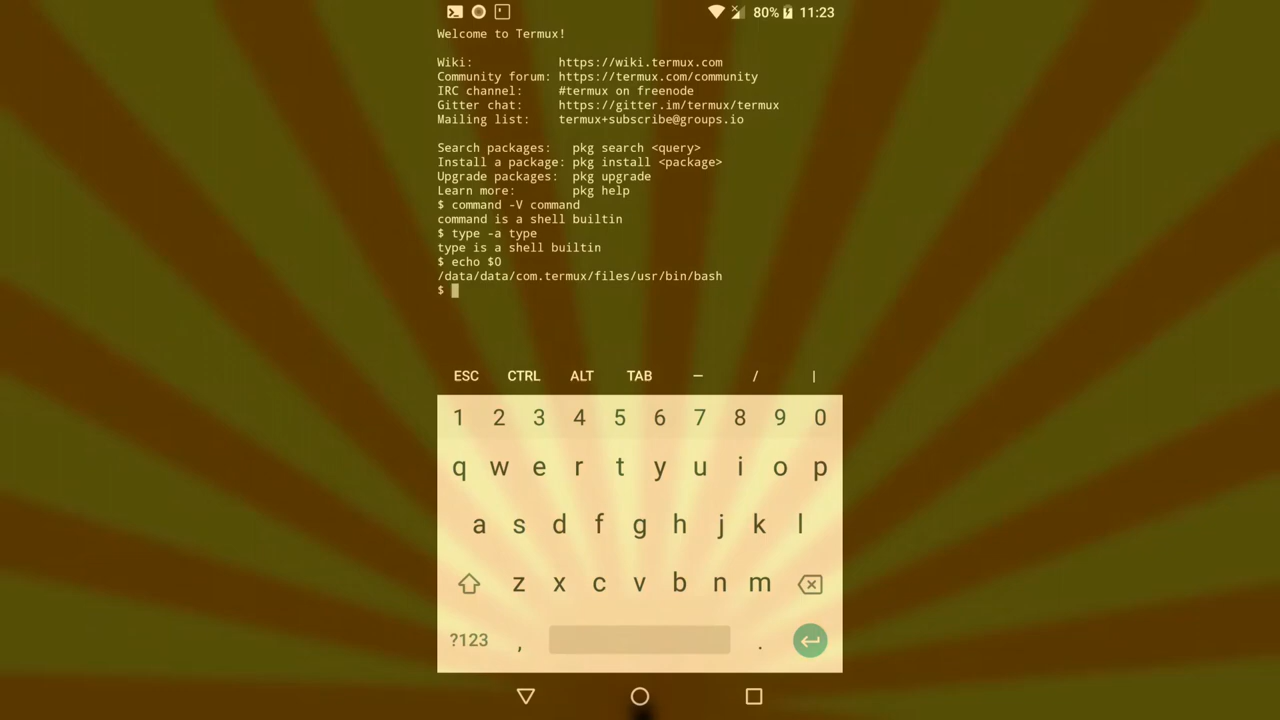 80% 11:23
Welcome to Termux!
Wiki: https://wiki.termux.com
Community forum: https://termux.com/community
IRC channel: #termux on freenode
Gitter chat: https://gitter.im/termux/termux
Mailing list: termux+subscribe@groups.io
Search packages: pkg search <query>
Install a package: pkg install <package>
Upgrade packages: pkg upgrade
Learn more: pkg help
$ command -V command
command is a shell builtin
$ type -a type
type is a shell builtin
$ echo $0
/data/data/com.termux/files/usr/bin/bash
$
ESC CTRL ALT TAB — / |
1 2 3 4 5 6 7 8 9 0
q w e r t y u i o p
a s d f g h j k l
z x c v b n m
?123 , .